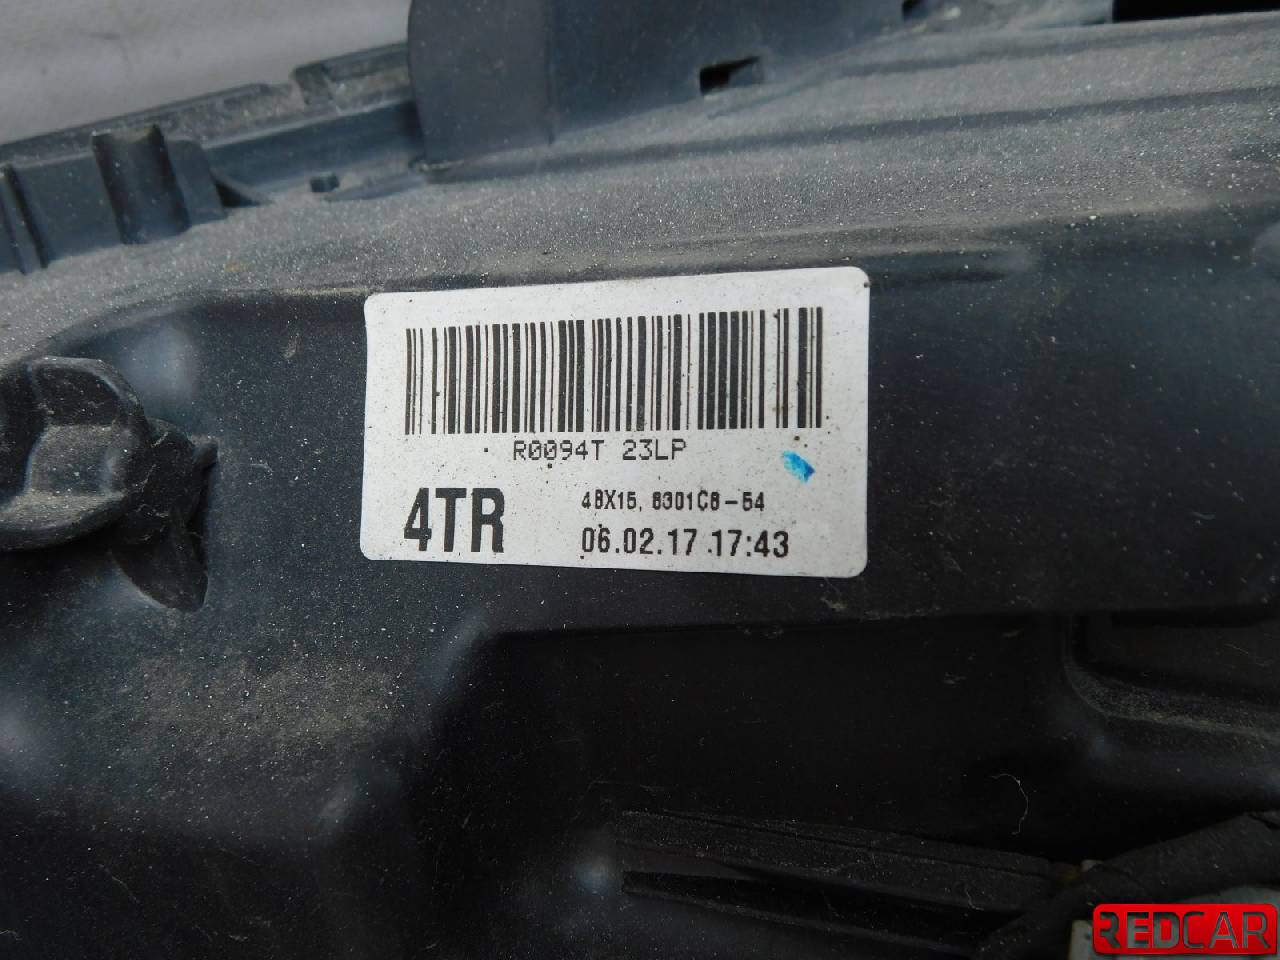 R0094T 23LP
4TR
48X15, 8301C8-54
06.02.17 17:43
REDCAR